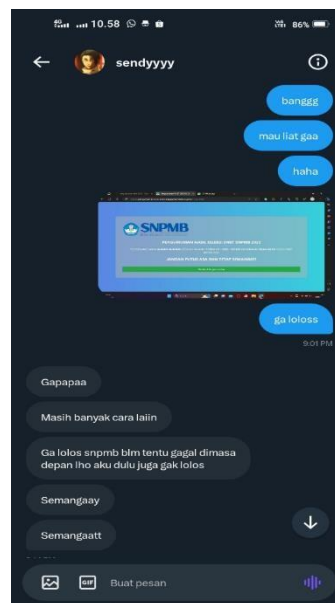 10.58
86%
sendyyyy
banggg
mau liat gaa
haha
SNPMB
ga loloss
9:01 PM
Gapapaa
Masih banyak cara laiin
Ga lolos snpmb blm tentu gagal dimasa
depan lho aku dulu juga gak lolos
Semangaay
Semangaatt
GIF
Buat pesan